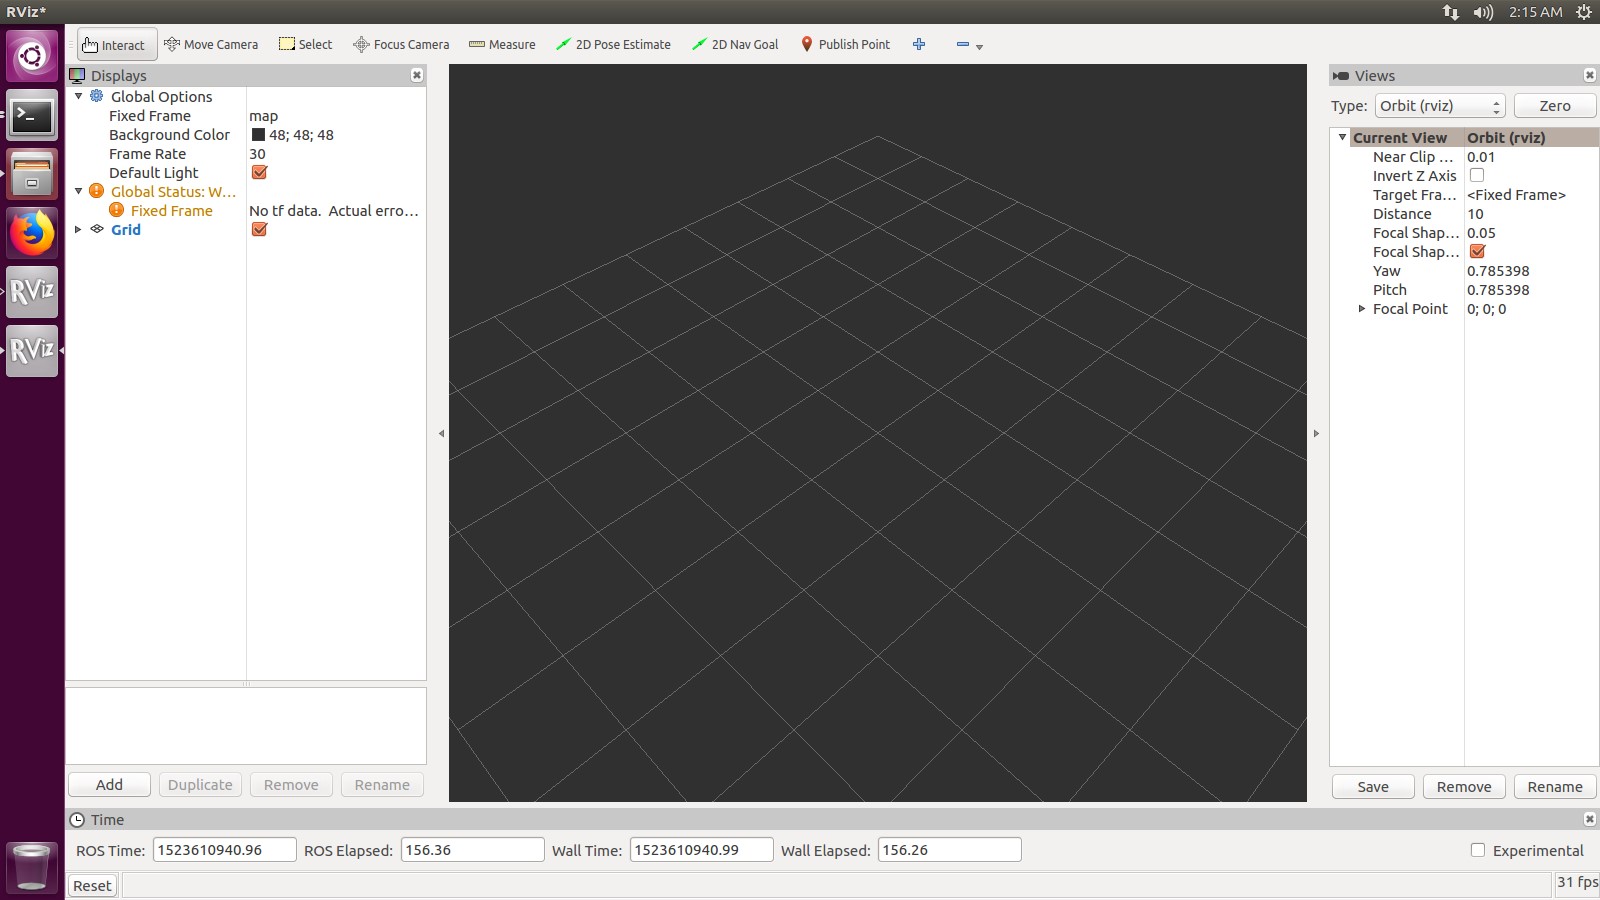 RViz*
2:15 AM
Interact Move Camera Select Focus Camera Measure 2D Pose Estimate 2D Nav Goal Publish Point
Displays
Global Options
Fixed Frame map
Background Color 48; 48; 48
Frame Rate 30
Default Light
Global Status: W...
Fixed Frame No tf data. Actual erro...
Grid
Add Duplicate Remove Rename
Views
Type: Orbit (rviz) Zero
Current View Orbit (rviz)
Near Clip ... 0.01
Invert Z Axis
Target Fra... <Fixed Frame>
Distance 10
Focal Shap... 0.05
Focal Shap...
Yaw 0.785398
Pitch 0.785398
Focal Point 0; 0; 0
Save Remove Rename
RViz
RViz
Time
ROS Time: 1523610940.96 ROS Elapsed: 156.36 Wall Time: 1523610940.99 Wall Elapsed: 156.26 Experimental
Reset 31 fps